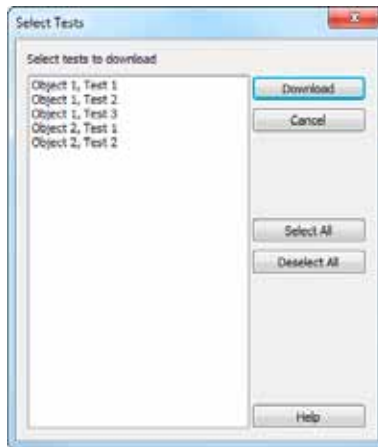 Select Tests
Select tests to download
Object 1, Test 1
Object 1, Test 2
Object 1, Test 3
Object 2, Test 1
Object 2, Test 2
Download
Cancel
Select All
Deselect All
Help